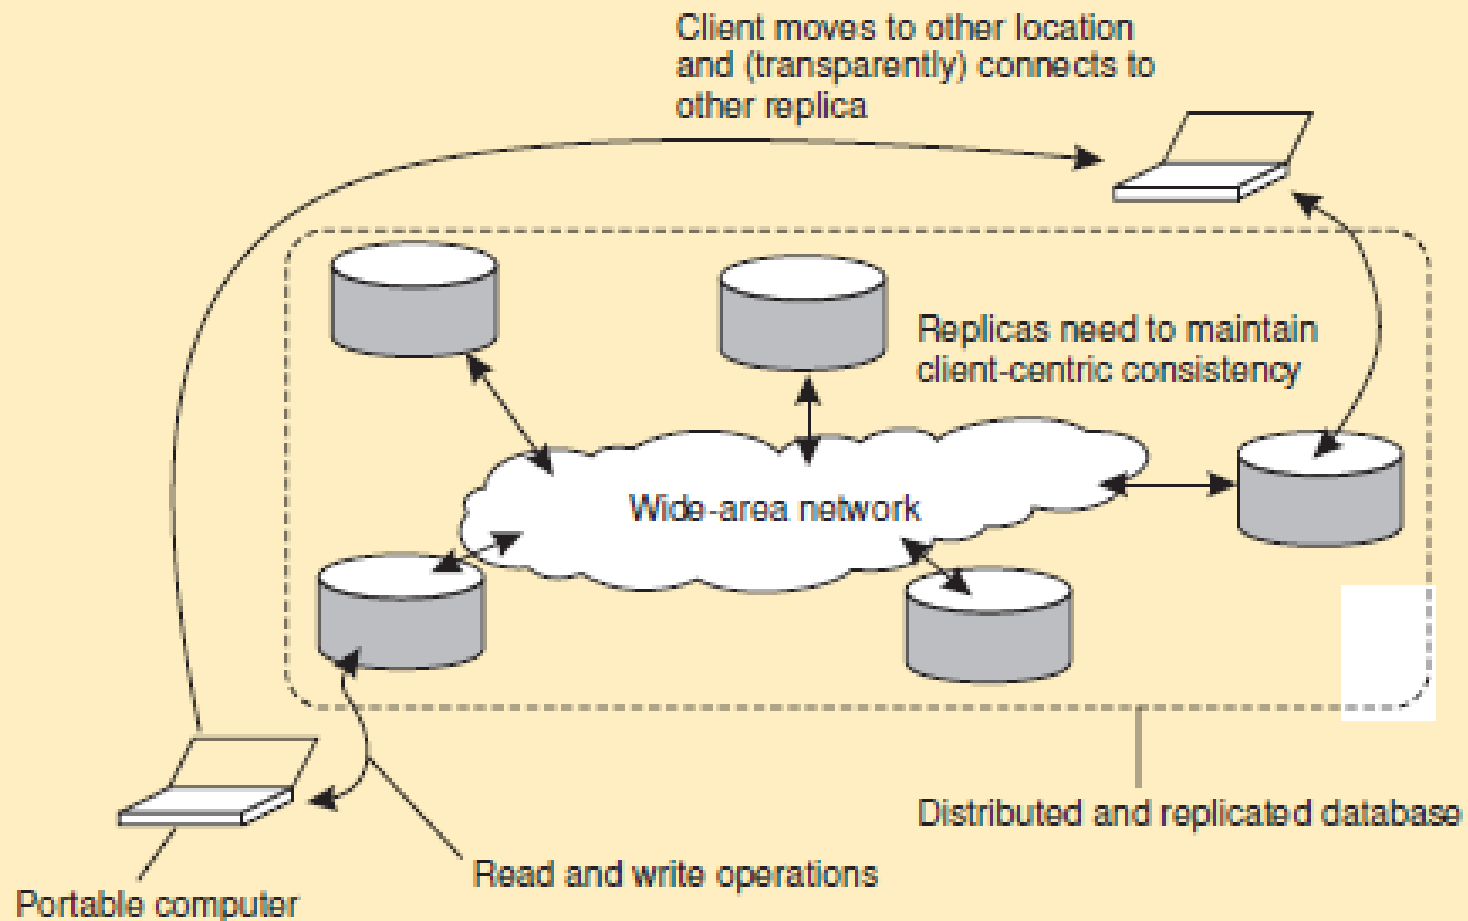 Client moves to other location
and (transparently) connects to
other replica
Replicas need to maintain
client-centric consistency
Wide-area network
Distributed and replicated database
Read and write operations
Portable computer